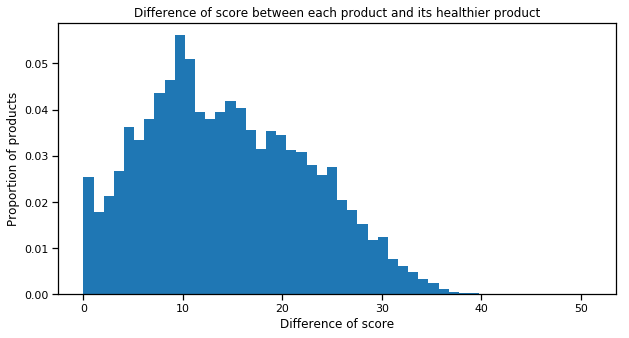 Difference of score between each product and its healthier product
Proportion of products
0.05
0.04
0.03
0.02
0.01
0.00
0 10 20 30 40 50
Difference of score